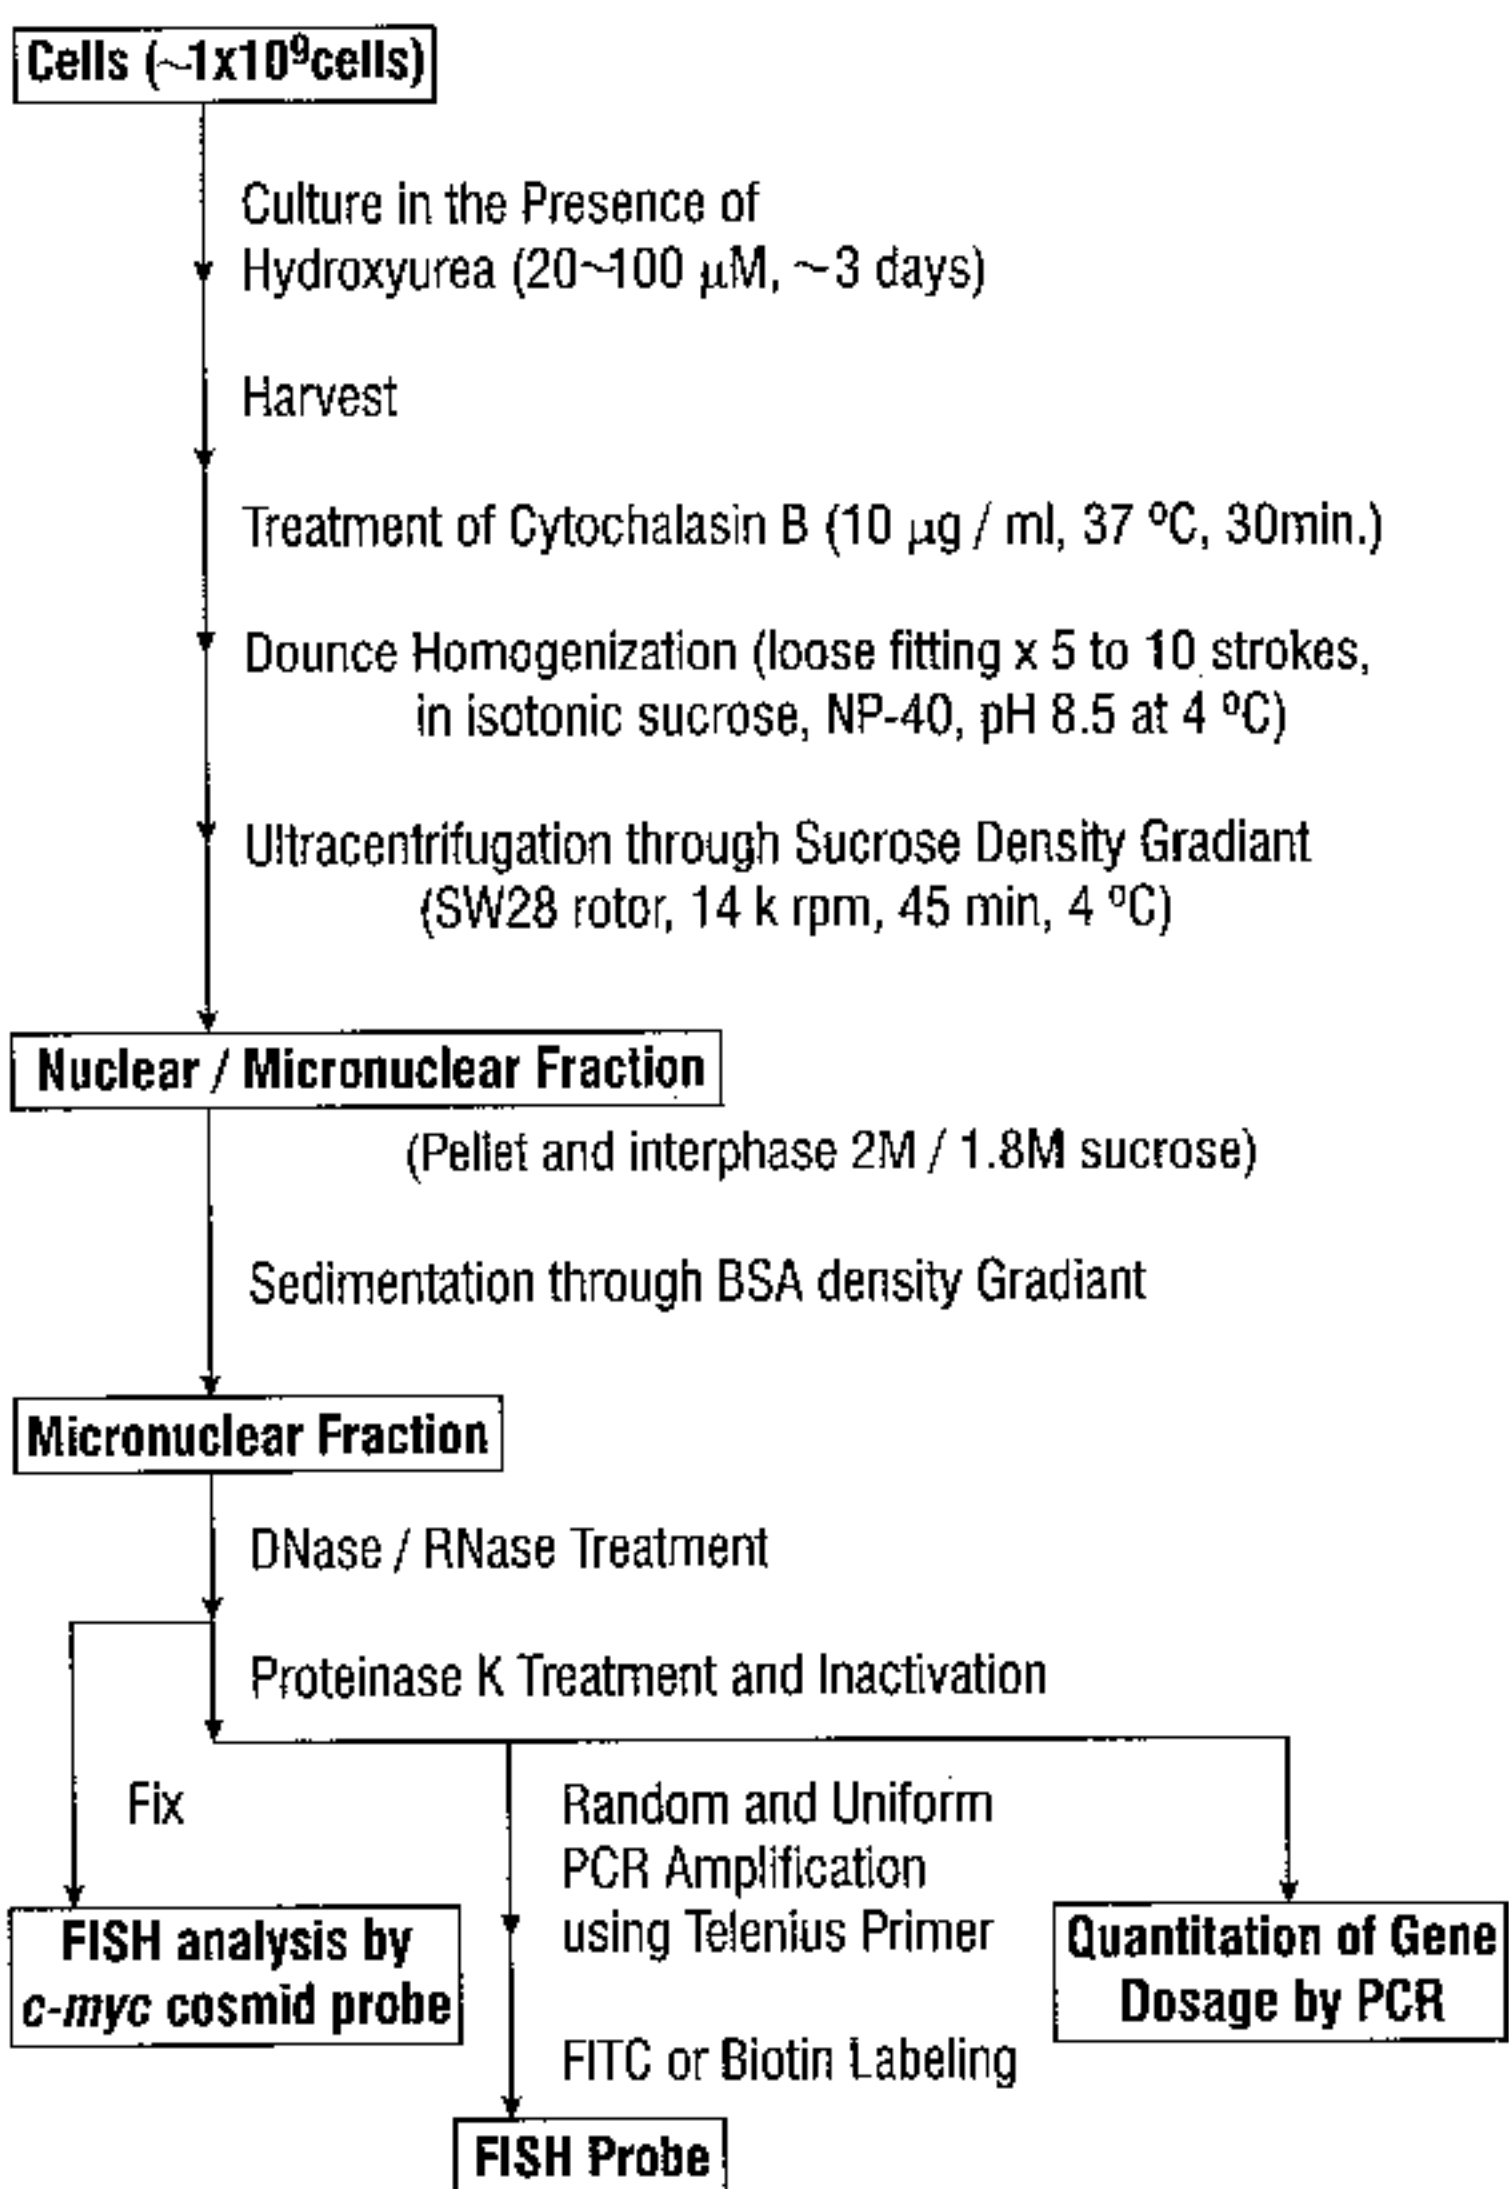 Cells (~1x10⁹cells)
Culture in the Presence of
Hydroxyurea (20~100 μM, ~3 days)
Harvest
Treatment of Cytochalasin B (10 μg / ml, 37 ºC, 30min.)
Dounce Homogenization (loose fitting x 5 to 10 strokes,
in isotonic sucrose, NP-40, pH 8.5 at 4 ºC)
Ultracentrifugation through Sucrose Density Gradiant
(SW28 rotor, 14 k rpm, 45 min, 4 ºC)
Nuclear / Micronuclear Fraction
(Pellet and interphase 2M / 1.8M sucrose)
Sedimentation through BSA density Gradiant
Micronuclear Fraction
DNase / RNase Treatment
Proteinase K Treatment and Inactivation
Fix
Random and Uniform
PCR Amplification
using Telenius Primer
FITC or Biotin Labeling
FISH analysis by
c-myc cosmid probe
Quantitation of Gene
Dosage by PCR
FISH Probe